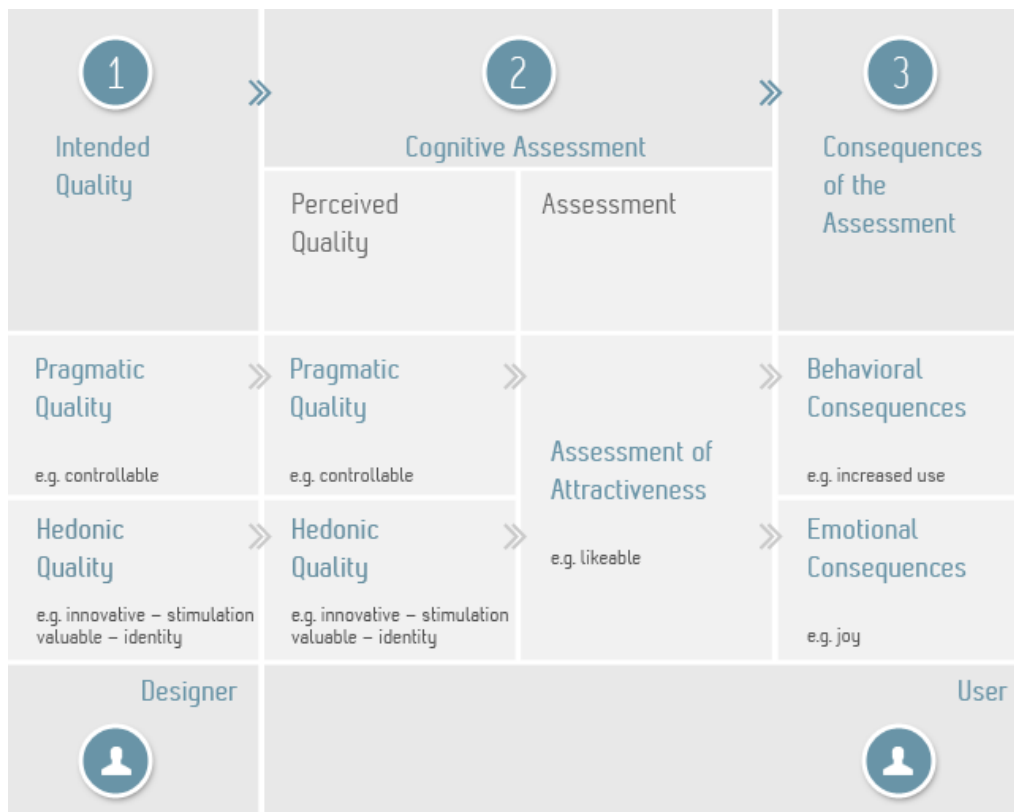 1
Intended
Quality
2
Cognitive Assessment
Perceived
Quality
Assessment
3
Consequences
of the
Assessment
Pragmatic
Quality
e.g. controllable
Pragmatic
Quality
e.g. controllable
Assessment of
Attractiveness
e.g. likeable
Behavioral
Consequences
e.g. increased use
Hedonic
Quality
e.g. innovative – stimulation
valuable – identity
Hedonic
Quality
e.g. innovative – stimulation
valuable – identity
Emotional
Consequences
e.g. joy
Designer
User